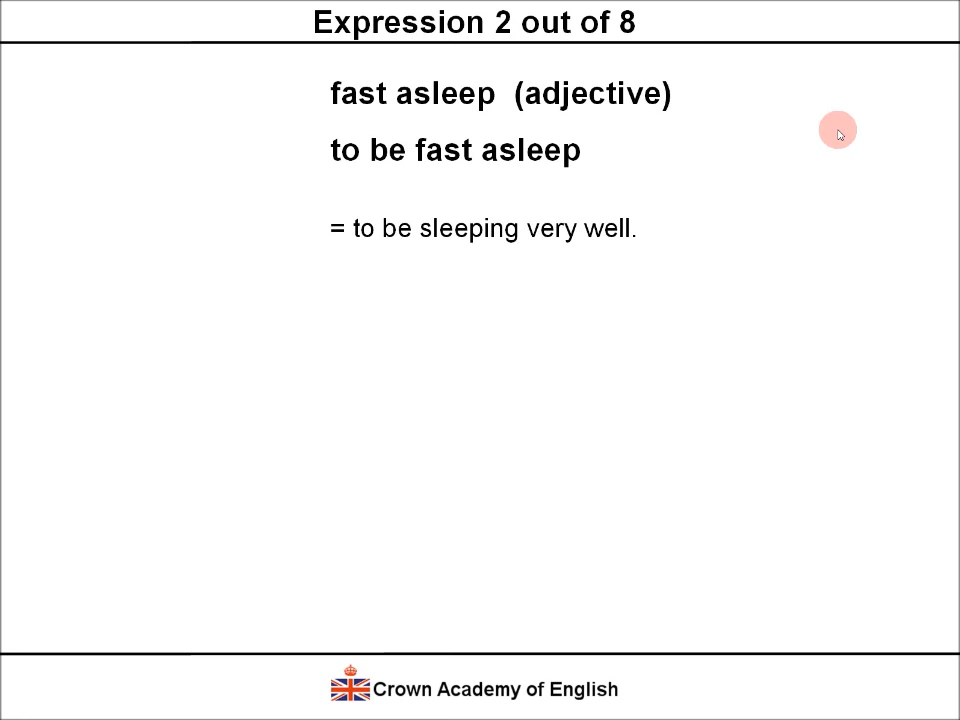 Expression 2 out of 8
fast asleep (adjective)
to be fast asleep
= to be sleeping very well.
Crown Academy of English